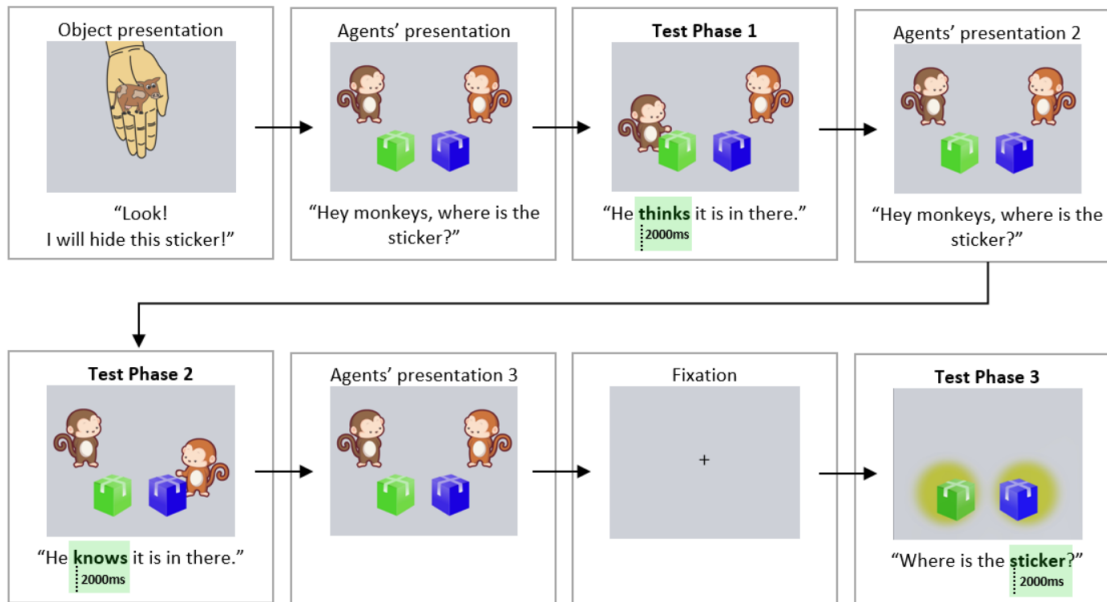 Object presentation
“Look!
I will hide this sticker!”
Agents’ presentation
“Hey monkeys, where is the
sticker?”
Test Phase 1
“He thinks it is in there.”
2000ms
Agents’ presentation 2
“Hey monkeys, where is the
sticker?”
Test Phase 2
“He knows it is in there.”
2000ms
Agents’ presentation 3
Fixation
+
Test Phase 3
“Where is the sticker?”
2000ms